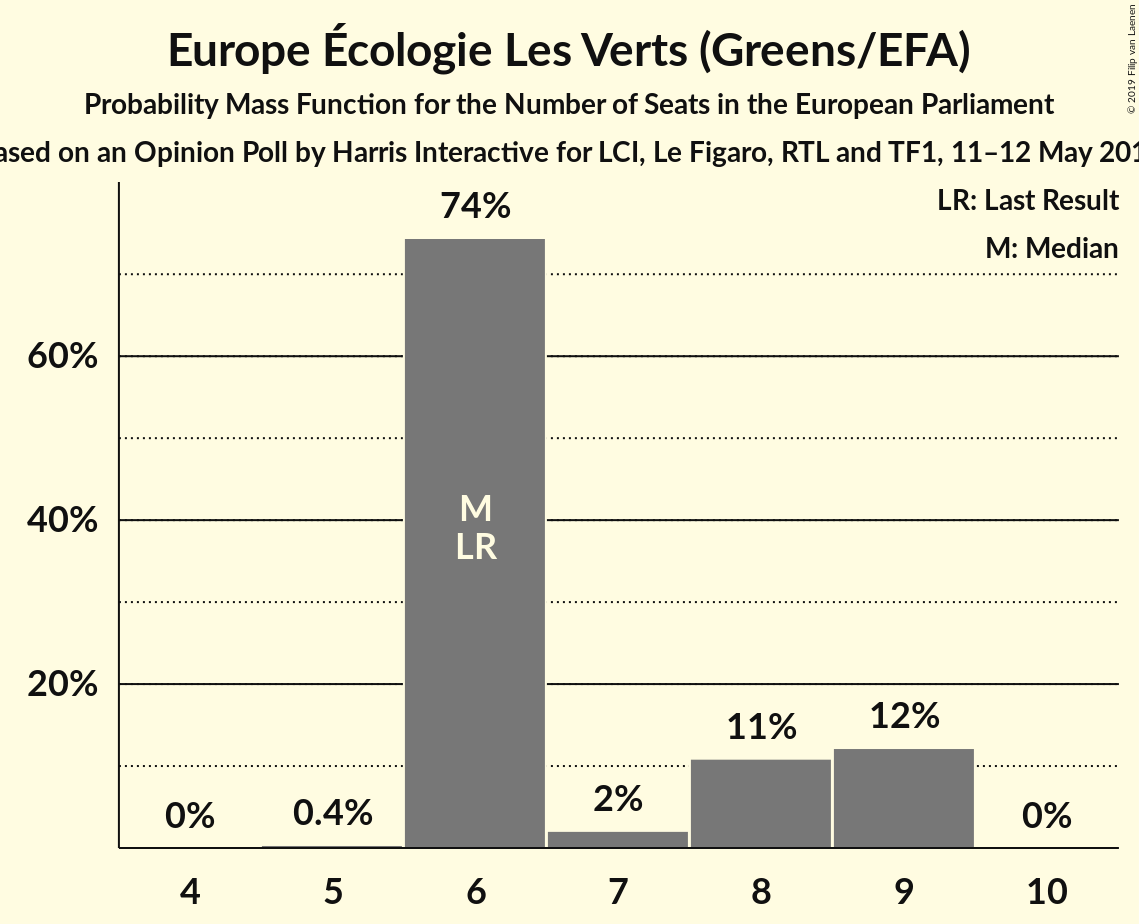 Europe Écologie Les Verts (Greens/EFA)
Probability Mass Function for the Number of Seats in the European Parliament
on an Opinion Poll by Harris Interactive for LCI, Le Figaro, RTL and TF1, 11–12 May
© 2019 Filip van Laenen
LR: Last Result
M: Median
74%
60%
M
40%
LR
20%
12%
11%
2%
0.4%
0%
0%
4 5 6 7 8 9 10